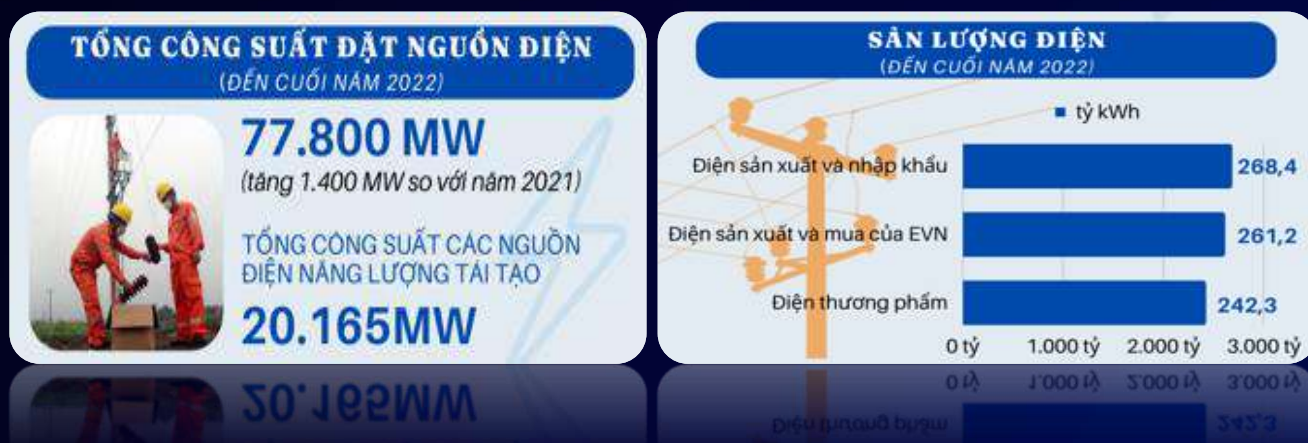 TỔNG CÔNG SUẤT ĐẶT NGUỒN ĐIỆN
(ĐẾN CUỐI NĂM 2022)
77.800 MW
(tăng 1.400 MW so với năm 2021)
TỔNG CÔNG SUẤT CÁC NGUỒN
ĐIỆN NĂNG LƯỢNG TÁI TẠO
20.165MW
SẢN LƯỢNG ĐIỆN
(ĐẾN CUỐI NĂM 2022)
tỷ kWh
Điện sản xuất và nhập khẩu
268,4
Điện sản xuất và mua của EVN
261,2
Điện thương phẩm
242,3
0 tỷ 1.000 tỷ 2.000 tỷ 3.000 tỷ